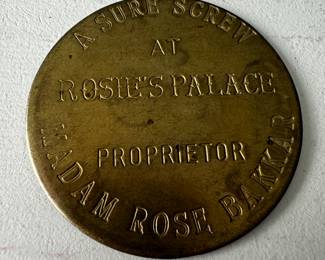 A SURE SCREW
AT
ROSIE'S PALACE
PROPRIETOR
MADAM ROSE BAKKAR